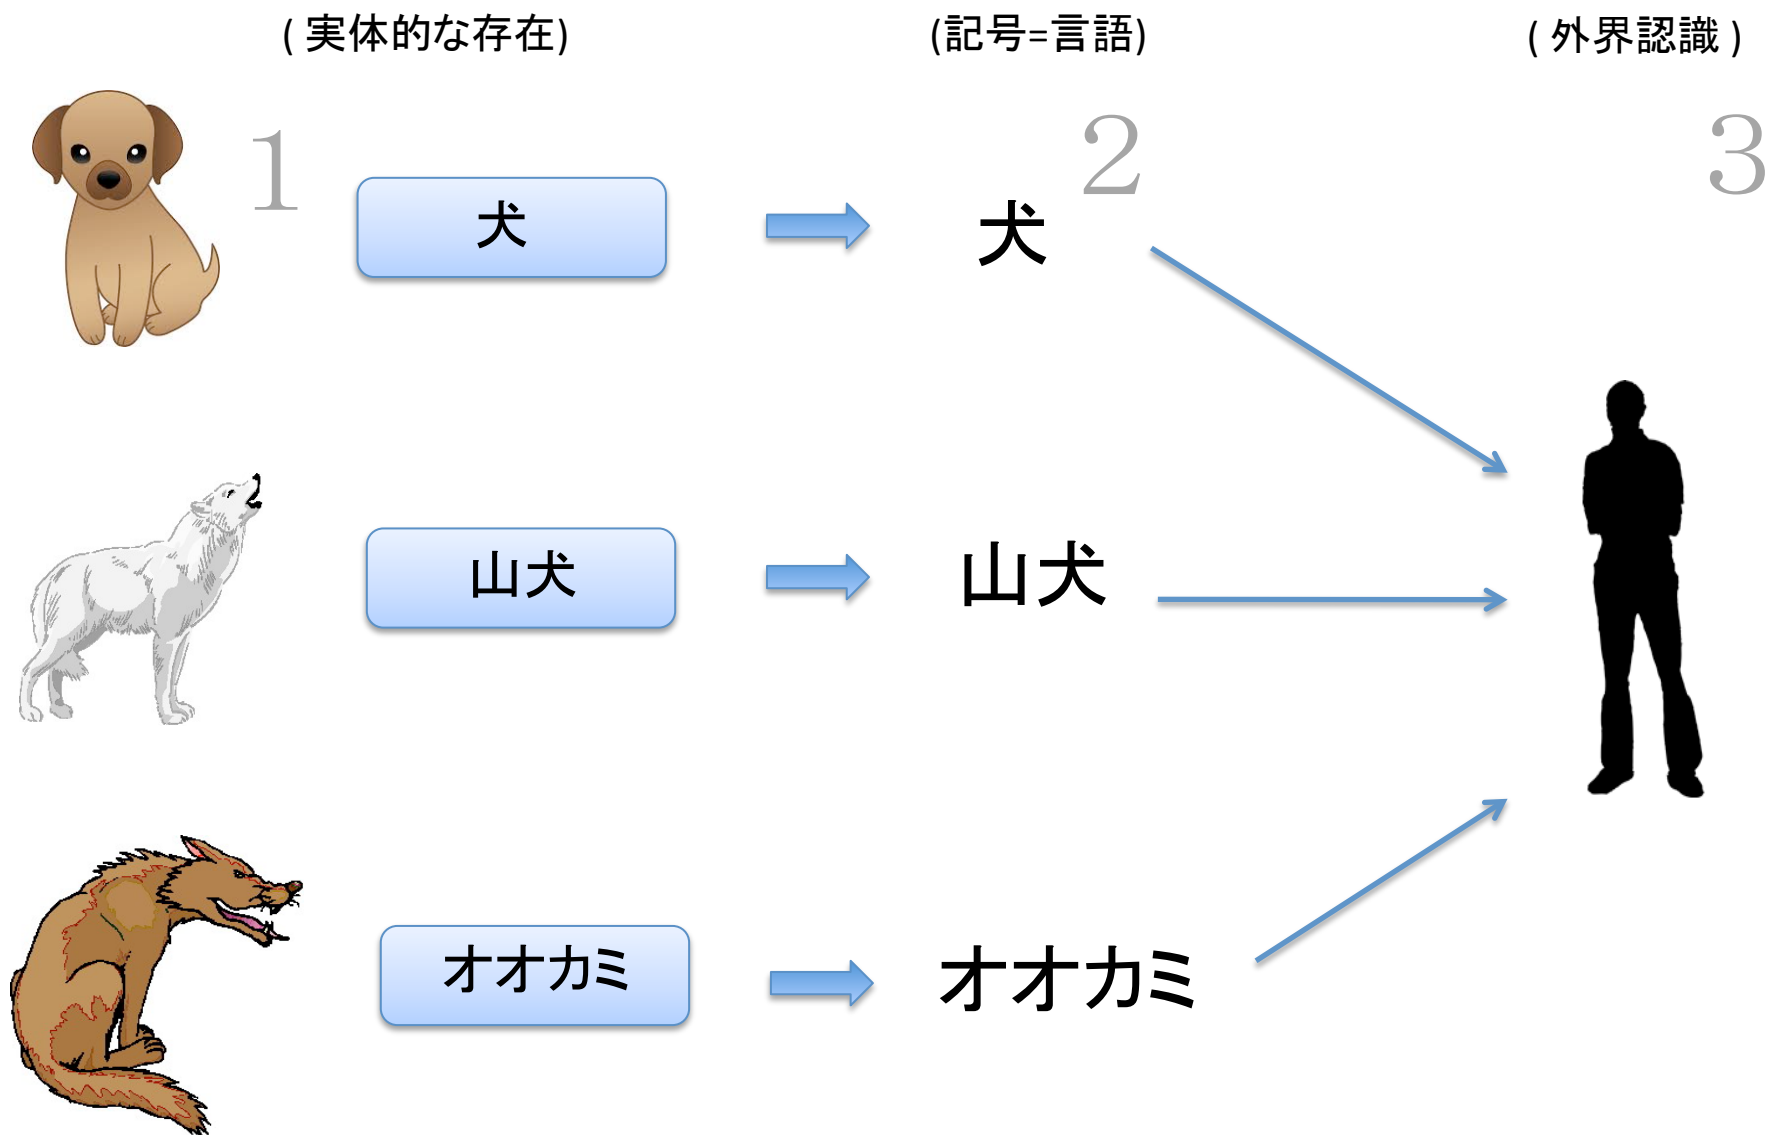 ( 実体的な存在)
(記号=言語)
( 外界認識 )
1
2
3
犬
犬
山犬
山犬
オオカミ
オオカミ